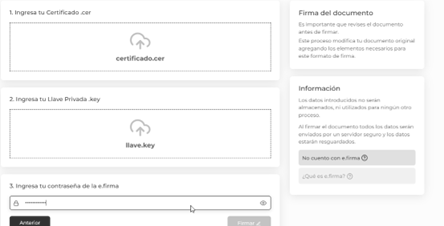 1. Ingresa tu Certificado .cer
certificado.cer
2. Ingresa tu Llave Privada .key
llave.key
3. Ingresa tu contraseña de la e.firma
Anterior
Firmar
Firma del documento
Es importante que revises el documento
antes de firmar.
Este proceso modifica tu documento original
agregando los elementos necesarios para
este formato de firma.
Información
Los datos introducidos no serán
almacenados, ni utilizados para ningún otro
proceso.
Al firmar el documento todos los datos serán
enviados por un servidor seguro y los datos
estarán resguardados.
No cuento con e.firma
¿Qué es e.firma?